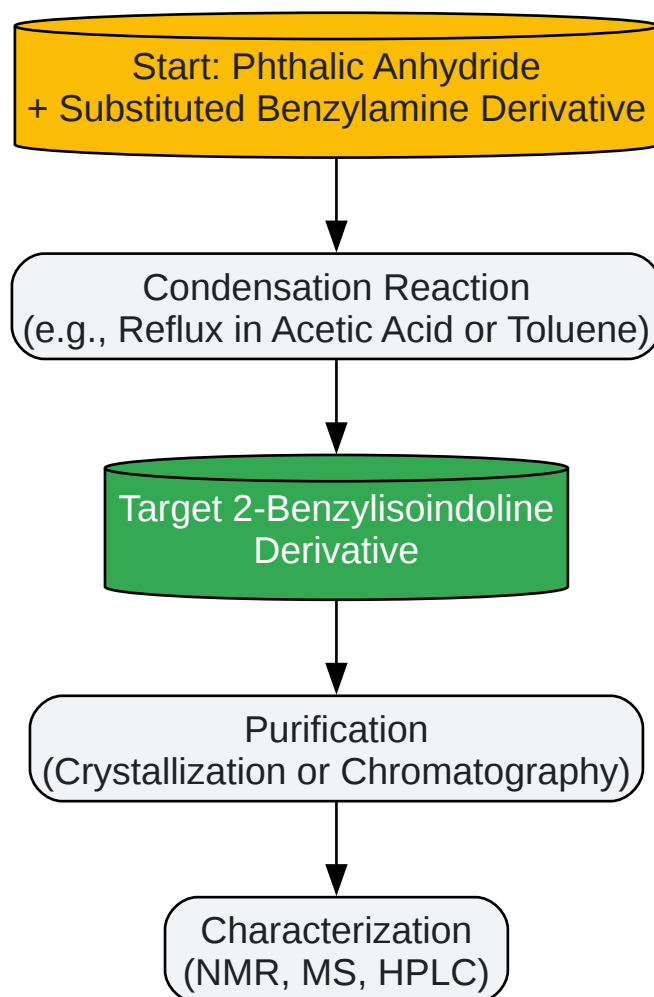 Start: Phthalic Anhydride
+ Substituted Benzylamine Derivative
Condensation Reaction
(e.g., Reflux in Acetic Acid or Toluene)
Target 2-Benzylisoindoline
Derivative
Purification
(Crystallization or Chromatography)
Characterization
(NMR, MS, HPLC)